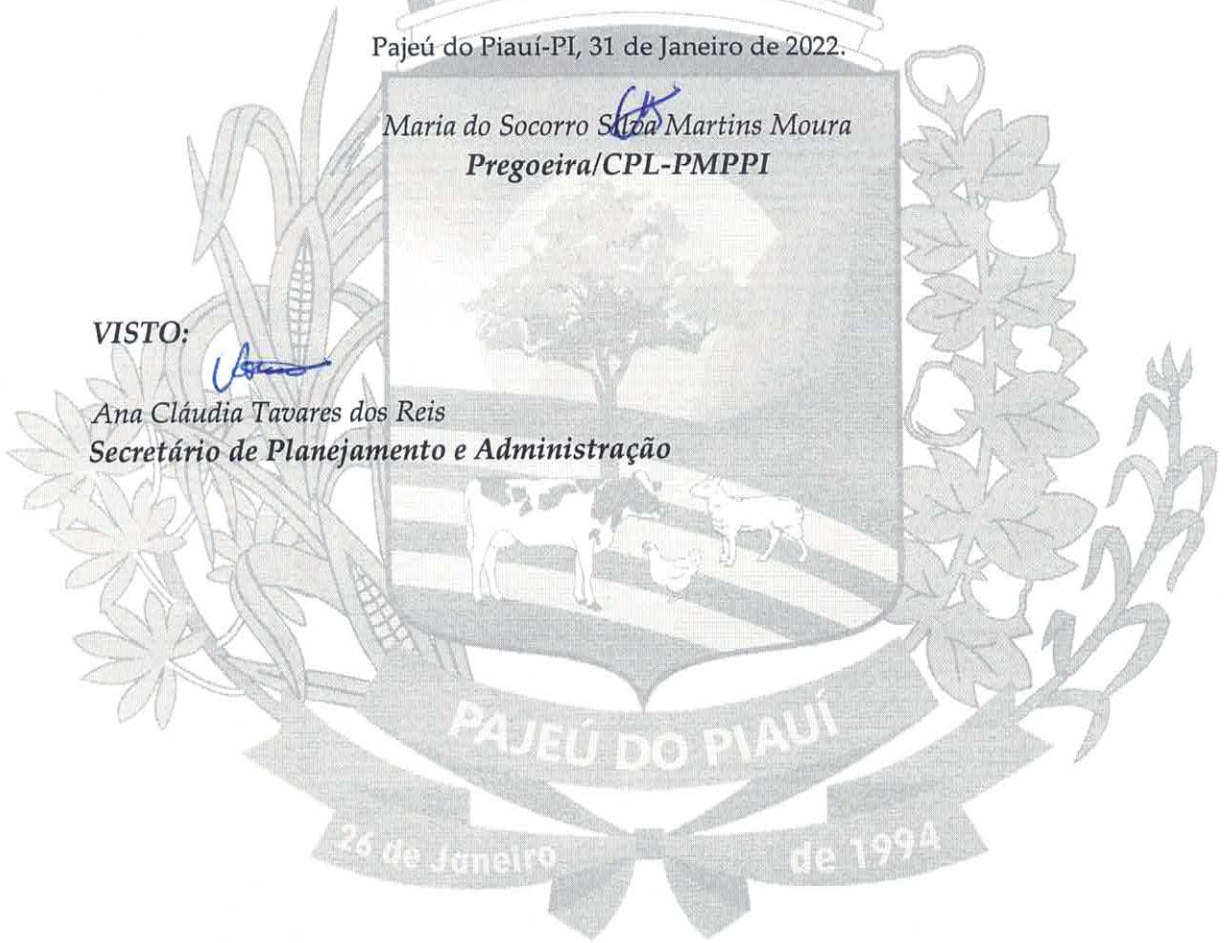 Pajeú do Piauí-PI, 31 de Janeiro de 2022.
Maria do Socorro Silva Martins Moura
Pregoeira/CPL-PMPPI
VISTO:
Ana Cláudia Tavares dos Reis
Secretário de Planejamento e Administração
PAJEÚ DO PIAUÍ
26 de Janeiro de 1994